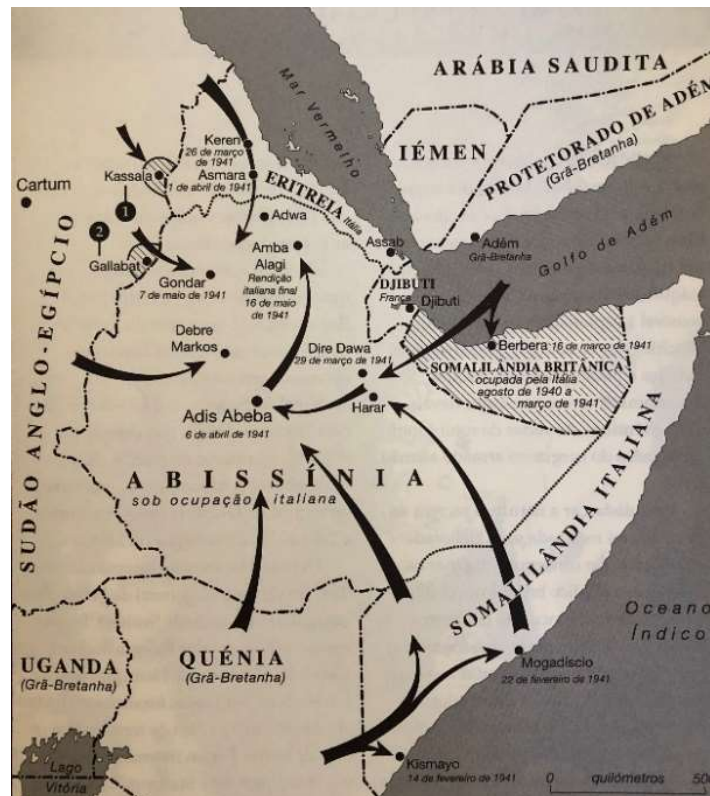 ARÁBIA SAUDITA
Mar Vermelho
IÉMEN
PROTETORADO DE ADÉM
(Grã-Bretanha)
Keren
26 de março
de 1941
Kassala
Asmara
1 de abril de 1941
ERITREIA
Itália
Cartum
1
2
Adwa
Assab
Adém
Grã-Bretanha
Golfo de Adém
Gallabat
Amba
Alagi
Rendição
italiana final
16 de maio
de 1941
Gondar
7 de maio de 1941
DJIBUTI
França
Djibuti
Debre
Markos
Dire Dawa
29 de março de 1941
Berbera 16 de março de 1941
SOMALILÂNDIA BRITÂNICA
ocupada pela Itália
agosto de 1940 a
março de 1941
Harar
Adis Abeba
6 de abril de 1941
SUDÃO ANGLO-EGÍPCIO
ABISSÍNIA
sob ocupação italiana
SOMALILÂNDIA ITALIANA
Oceano
Índico
UGANDA
(Grã-Bretanha)
QUÉNIA
(Grã-Bretanha)
Mogadiscio
22 de fevereiro de 1941
Lago
Vitória
Kismayo
14 de fevereiro de 1941
0 quilómetros 50